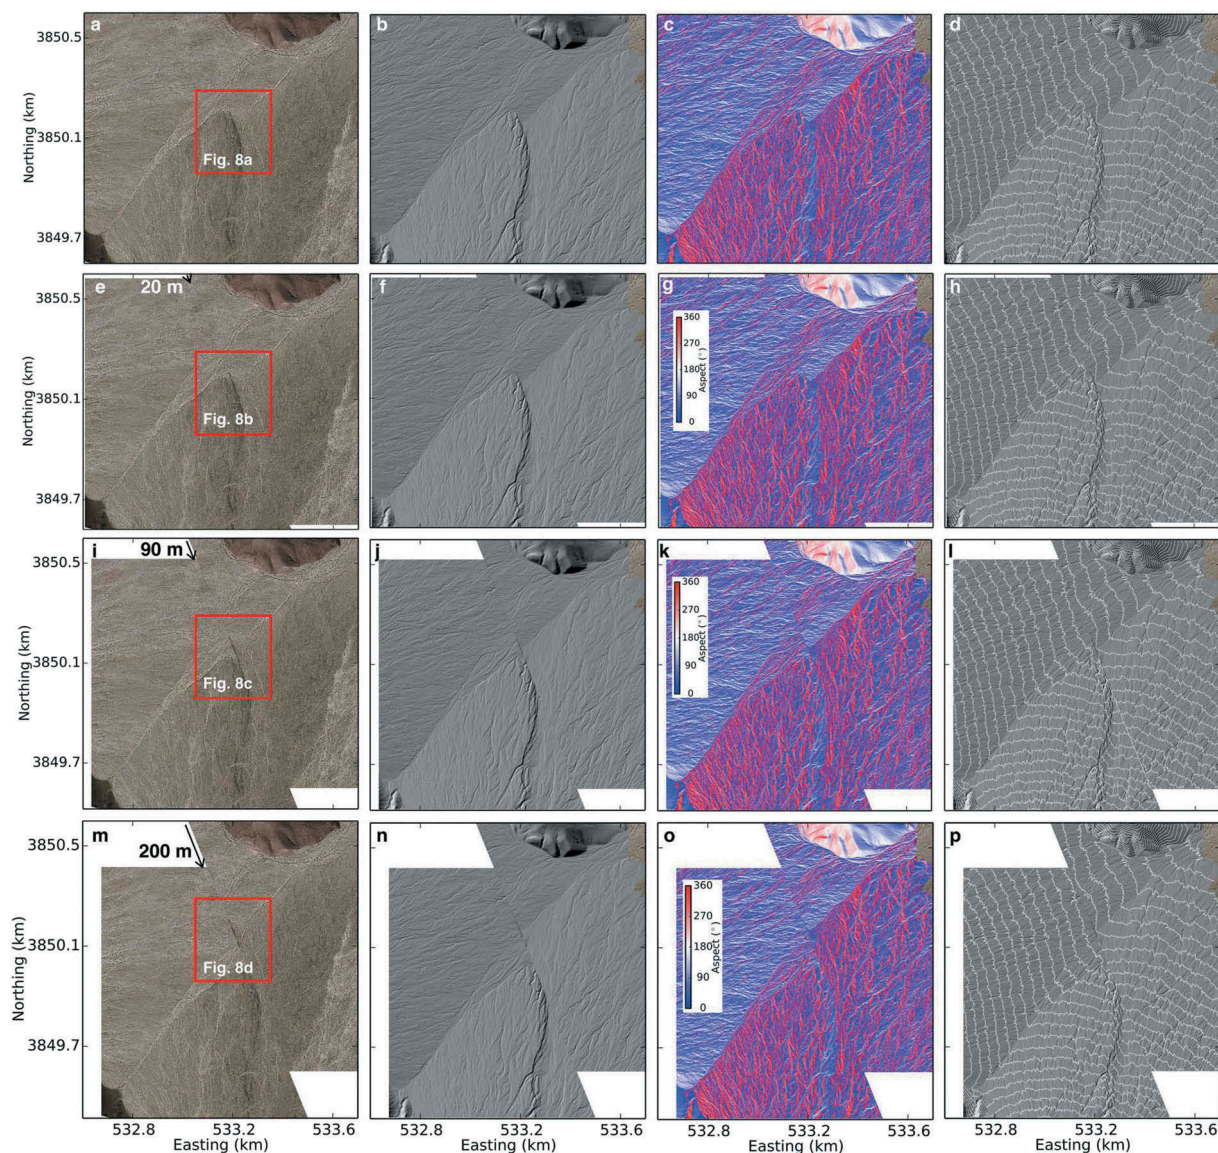 a
b
c
d
3850.5
3850.1
3849.7
Northing (km)
Fig. 8a
e
20 m
f
g
h
3850.5
3850.1
3849.7
Northing (km)
Fig. 8b
360
270
180
90
0
Aspect (°)
i
90 m
j
k
l
3850.5
3850.1
3849.7
Northing (km)
Fig. 8c
360
270
180
90
0
Aspect (°)
m
200 m
n
o
p
3850.5
3850.1
3849.7
Northing (km)
Fig. 8d
360
270
180
90
0
Aspect (°)
532.8 533.2 533.6
532.8 533.2 533.6
532.8 533.2 533.6
532.8 533.2 533.6
Easting (km)
Easting (km)
Easting (km)
Easting (km)